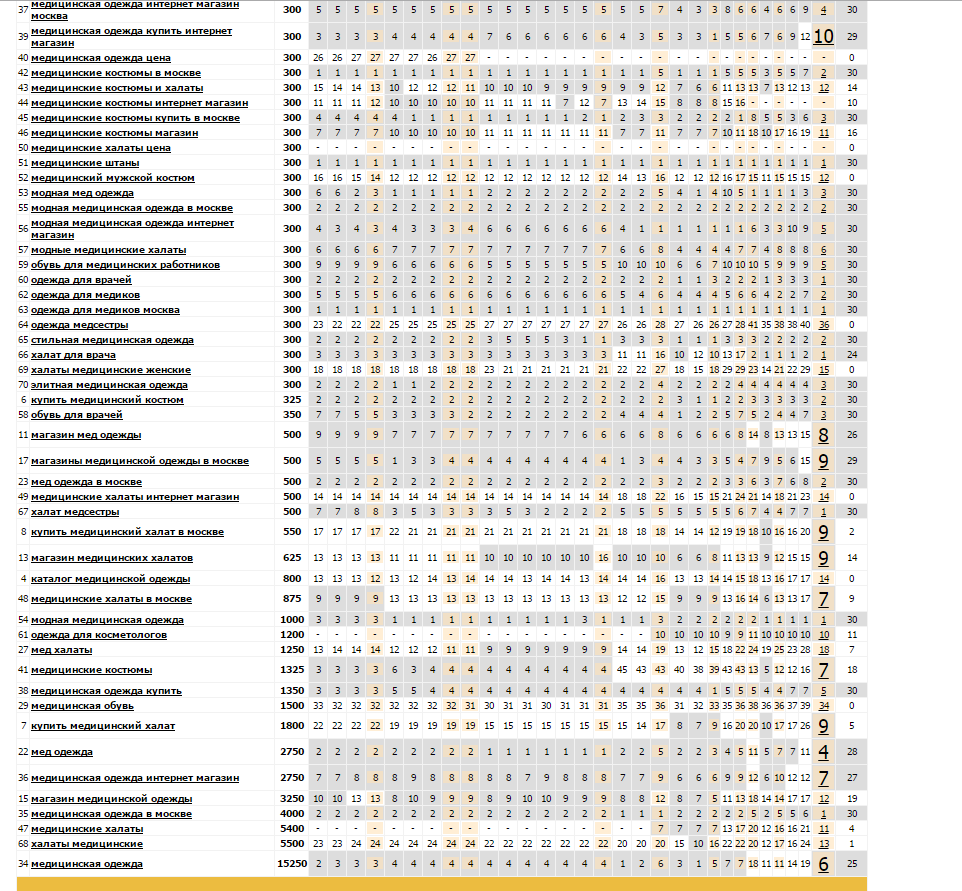 37 медицинская одежда интернет магазин москва 300 5 5 5 5 5 5 5 5 5 5 5 5 5 5 5 5 5 5 7 4 3 3 8 6 6 4 6 6 9 4 30
39 медицинская одежда купить интернет магазин 300 3 3 3 3 4 4 4 4 4 7 6 6 6 6 6 6 4 3 5 3 3 1 5 5 6 7 6 9 12 10 29
40 медицинская одежда цена 300 26 26 27 27 27 27 26 27 27 - - - - - - - - - - - - - - - - - - - - - 0
42 медицинские костюмы в москве 300 1 1 1 1 1 1 1 1 1 1 1 1 1 1 1 1 1 1 5 1 1 1 5 5 5 3 5 5 7 2 30
43 медицинские костюмы и халаты 300 15 14 14 13 10 12 12 12 11 10 10 10 9 9 9 9 9 9 12 7 6 6 11 13 13 7 13 12 13 12 14
44 медицинские костюмы интернет магазин 300 11 11 11 12 10 10 10 10 10 11 11 11 11 7 12 7 13 14 15 8 8 8 15 16 - - - - - - 10
45 медицинские костюмы купить в москве 300 4 4 4 4 4 1 1 1 1 1 1 1 1 1 1 1 2 1 2 3 3 2 2 2 1 8 5 5 3 6 3 30
46 медицинские костюмы магазин 300 7 7 7 7 10 10 10 10 10 11 11 11 11 11 11 11 7 7 11 7 7 7 10 11 18 10 17 16 19 11 16
50 медицинские халаты цена 300 - - - - - - - - - - - - - - - - - - - - - - - - - - - - - - 0
51 медицинские штаны 300 1 1 1 1 1 1 1 1 1 1 1 1 1 1 1 1 1 1 1 1 1 1 1 1 1 1 1 1 1 1 30
52 медицинский мужской костюм 300 16 16 15 14 12 12 12 12 12 12 12 12 12 12 12 12 14 13 16 12 12 12 16 17 15 11 15 15 15 12 0
53 модная мед одежда 300 6 6 2 3 1 1 1 1 1 2 2 2 2 2 2 2 2 2 5 4 1 4 10 5 1 1 1 1 3 3 30
55 модная медицинская одежда в москве 300 2 2 2 2 2 2 2 2 2 2 2 2 2 2 2 2 2 2 2 2 2 2 2 2 2 2 2 2 2 2 30
56 модная медицинская одежда интернет магазин 300 4 3 4 3 4 3 3 3 4 6 6 6 6 6 6 6 4 1 1 1 1 1 1 1 6 3 3 10 9 5 30
57 модные медицинские халаты 300 6 6 6 6 7 7 7 7 7 7 7 7 7 7 7 7 6 6 8 4 4 4 4 7 7 4 8 8 8 6 30
59 обувь для медицинских работников 300 9 9 9 9 6 6 6 6 6 5 5 5 5 5 5 5 10 10 10 6 6 7 10 10 10 5 9 9 9 5 30
60 одежда для врачей 300 2 2 2 2 2 2 2 2 2 2 2 2 2 2 2 2 2 2 2 1 1 3 2 2 2 1 3 3 3 1 30
62 одежда для медиков 300 5 5 5 5 6 6 6 6 6 6 6 6 6 6 6 6 5 4 6 4 4 4 5 6 6 4 2 2 7 2 30
63 одежда для медиков москва 300 1 1 1 1 1 1 1 1 1 1 1 1 1 1 1 1 1 1 1 1 1 1 1 1 1 1 1 1 1 1 30
64 одежда медсестры 300 23 22 22 22 25 25 25 25 25 27 27 27 27 27 27 27 26 26 28 27 26 26 27 28 41 35 38 38 40 36 0
65 стильная медицинская одежда 300 2 2 2 2 2 2 2 2 2 3 5 5 5 3 1 1 3 3 3 1 1 1 3 3 3 2 2 2 2 2 30
66 халат для врача 300 3 3 3 3 3 3 3 3 3 3 3 3 3 3 3 3 11 11 16 10 12 10 13 17 2 1 1 1 2 1 24
69 халаты медицинские женские 300 18 18 18 18 18 18 18 18 18 23 21 21 21 21 21 21 22 22 27 18 15 18 29 29 23 14 21 22 29 15 0
70 элитная медицинская одежда 300 2 2 2 2 1 1 2 2 2 2 2 2 2 2 2 2 2 2 4 2 2 2 2 4 4 4 4 4 4 3 30
6 купить медицинский костюм 325 2 2 2 2 2 2 2 2 2 2 2 2 2 2 2 2 2 2 2 3 1 1 2 2 3 3 3 3 3 2 30
58 обувь для врачей 350 7 7 5 5 3 3 3 3 2 2 2 2 2 2 2 2 4 4 4 1 2 2 5 7 5 2 4 4 7 3 30
11 магазин мед одежды 500 9 9 9 9 7 7 7 7 7 7 7 7 7 7 6 6 6 6 8 6 6 6 6 8 14 8 13 13 15 8 26
17 магазины медицинской одежды в москве 500 5 5 5 5 1 3 3 4 4 4 4 4 4 4 4 4 1 3 4 4 3 3 5 4 7 9 5 6 15 9 29
23 мед одежда в москве 500 2 2 2 2 2 2 2 2 2 2 2 2 2 2 2 2 2 2 3 2 2 2 3 3 6 3 7 6 8 2 30
49 медицинские халаты интернет магазин 500 14 14 14 14 14 14 14 14 14 14 14 14 14 14 14 14 18 18 22 16 15 15 21 24 21 14 18 21 23 14 0
67 халат медсестры 500 7 7 8 8 3 5 3 3 3 3 3 5 3 2 2 5 5 5 5 5 5 5 5 6 7 4 4 7 7 1 30
8 купить медицинский халат в москве 550 17 17 17 17 22 21 21 21 21 21 21 21 21 21 21 21 18 18 18 14 14 12 19 19 18 10 16 16 20 9 2
13 магазин медицинских халатов 625 13 13 13 13 11 11 11 11 11 10 10 10 10 10 10 16 10 10 10 6 6 8 11 13 13 9 12 15 15 9 14
4 каталог медицинской одежды 800 13 13 13 12 13 12 14 13 14 14 14 13 14 14 13 14 14 14 16 13 13 14 14 15 18 13 16 17 17 14 0
48 медицинские халаты в москве 875 9 9 9 9 13 13 13 13 13 13 13 13 13 13 13 13 12 12 15 9 9 9 13 16 14 6 13 13 17 7 9
54 модная медицинская одежда 1000 3 3 3 3 1 1 1 1 1 1 1 1 1 1 3 1 1 1 3 2 2 2 2 2 2 1 1 1 1 1 30
61 одежда для косметологов 1200 - - - - - - - - - - - - - - - - - - 10 10 10 10 9 9 11 10 10 10 10 10 11
27 мед халаты 1250 13 14 14 14 12 12 12 11 11 9 9 9 9 9 9 9 14 14 19 13 12 15 18 22 24 19 25 23 28 18 7
41 медицинские костюмы 1325 3 3 3 3 6 3 4 4 4 4 4 4 4 4 4 4 45 43 43 40 38 39 43 43 13 5 12 12 16 7 18
38 медицинская одежда купить 1350 3 3 3 3 5 5 4 4 4 4 4 4 4 4 4 4 4 4 4 4 4 1 5 5 5 4 4 7 7 5 30
29 медицинская обувь 1500 33 32 32 32 32 32 32 32 31 30 31 31 30 31 31 31 35 35 36 31 32 33 35 36 38 36 36 37 39 34 0
7 купить медицинский халат 1800 22 22 22 22 19 19 19 19 19 15 15 15 15 15 15 15 15 14 17 8 7 9 16 20 20 10 17 17 26 9 5
22 мед одежда 2750 2 2 2 2 2 2 2 2 2 1 1 1 1 1 1 1 2 2 5 2 2 3 4 5 11 5 7 7 11 4 28
36 медицинская одежда интернет магазин 2750 7 7 8 8 9 8 8 8 8 8 8 7 9 8 8 8 7 7 9 6 6 6 9 9 12 6 10 12 12 7 27
15 магазин медицинской одежды 3250 10 10 13 13 8 10 9 9 9 8 9 10 10 9 9 9 8 8 12 8 7 5 11 13 18 14 14 17 17 12 19
35 медицинская одежда в москве 4000 2 2 2 2 2 2 2 2 2 2 2 2 2 2 2 2 1 1 1 2 2 2 2 2 5 2 5 5 6 1 30
47 медицинские халаты 5400 - - - - - - - - - - - - - - - - - - 7 7 7 7 13 17 20 12 16 16 21 11 4
68 халаты медицинские 5500 23 23 24 24 24 24 24 24 24 22 22 22 22 22 22 22 20 20 20 15 10 16 22 22 20 12 17 16 24 13 1
34 медицинская одежда 15250 2 3 3 3 4 4 4 4 4 4 4 4 4 4 4 4 1 2 6 3 1 5 7 7 18 11 11 14 19 6 25